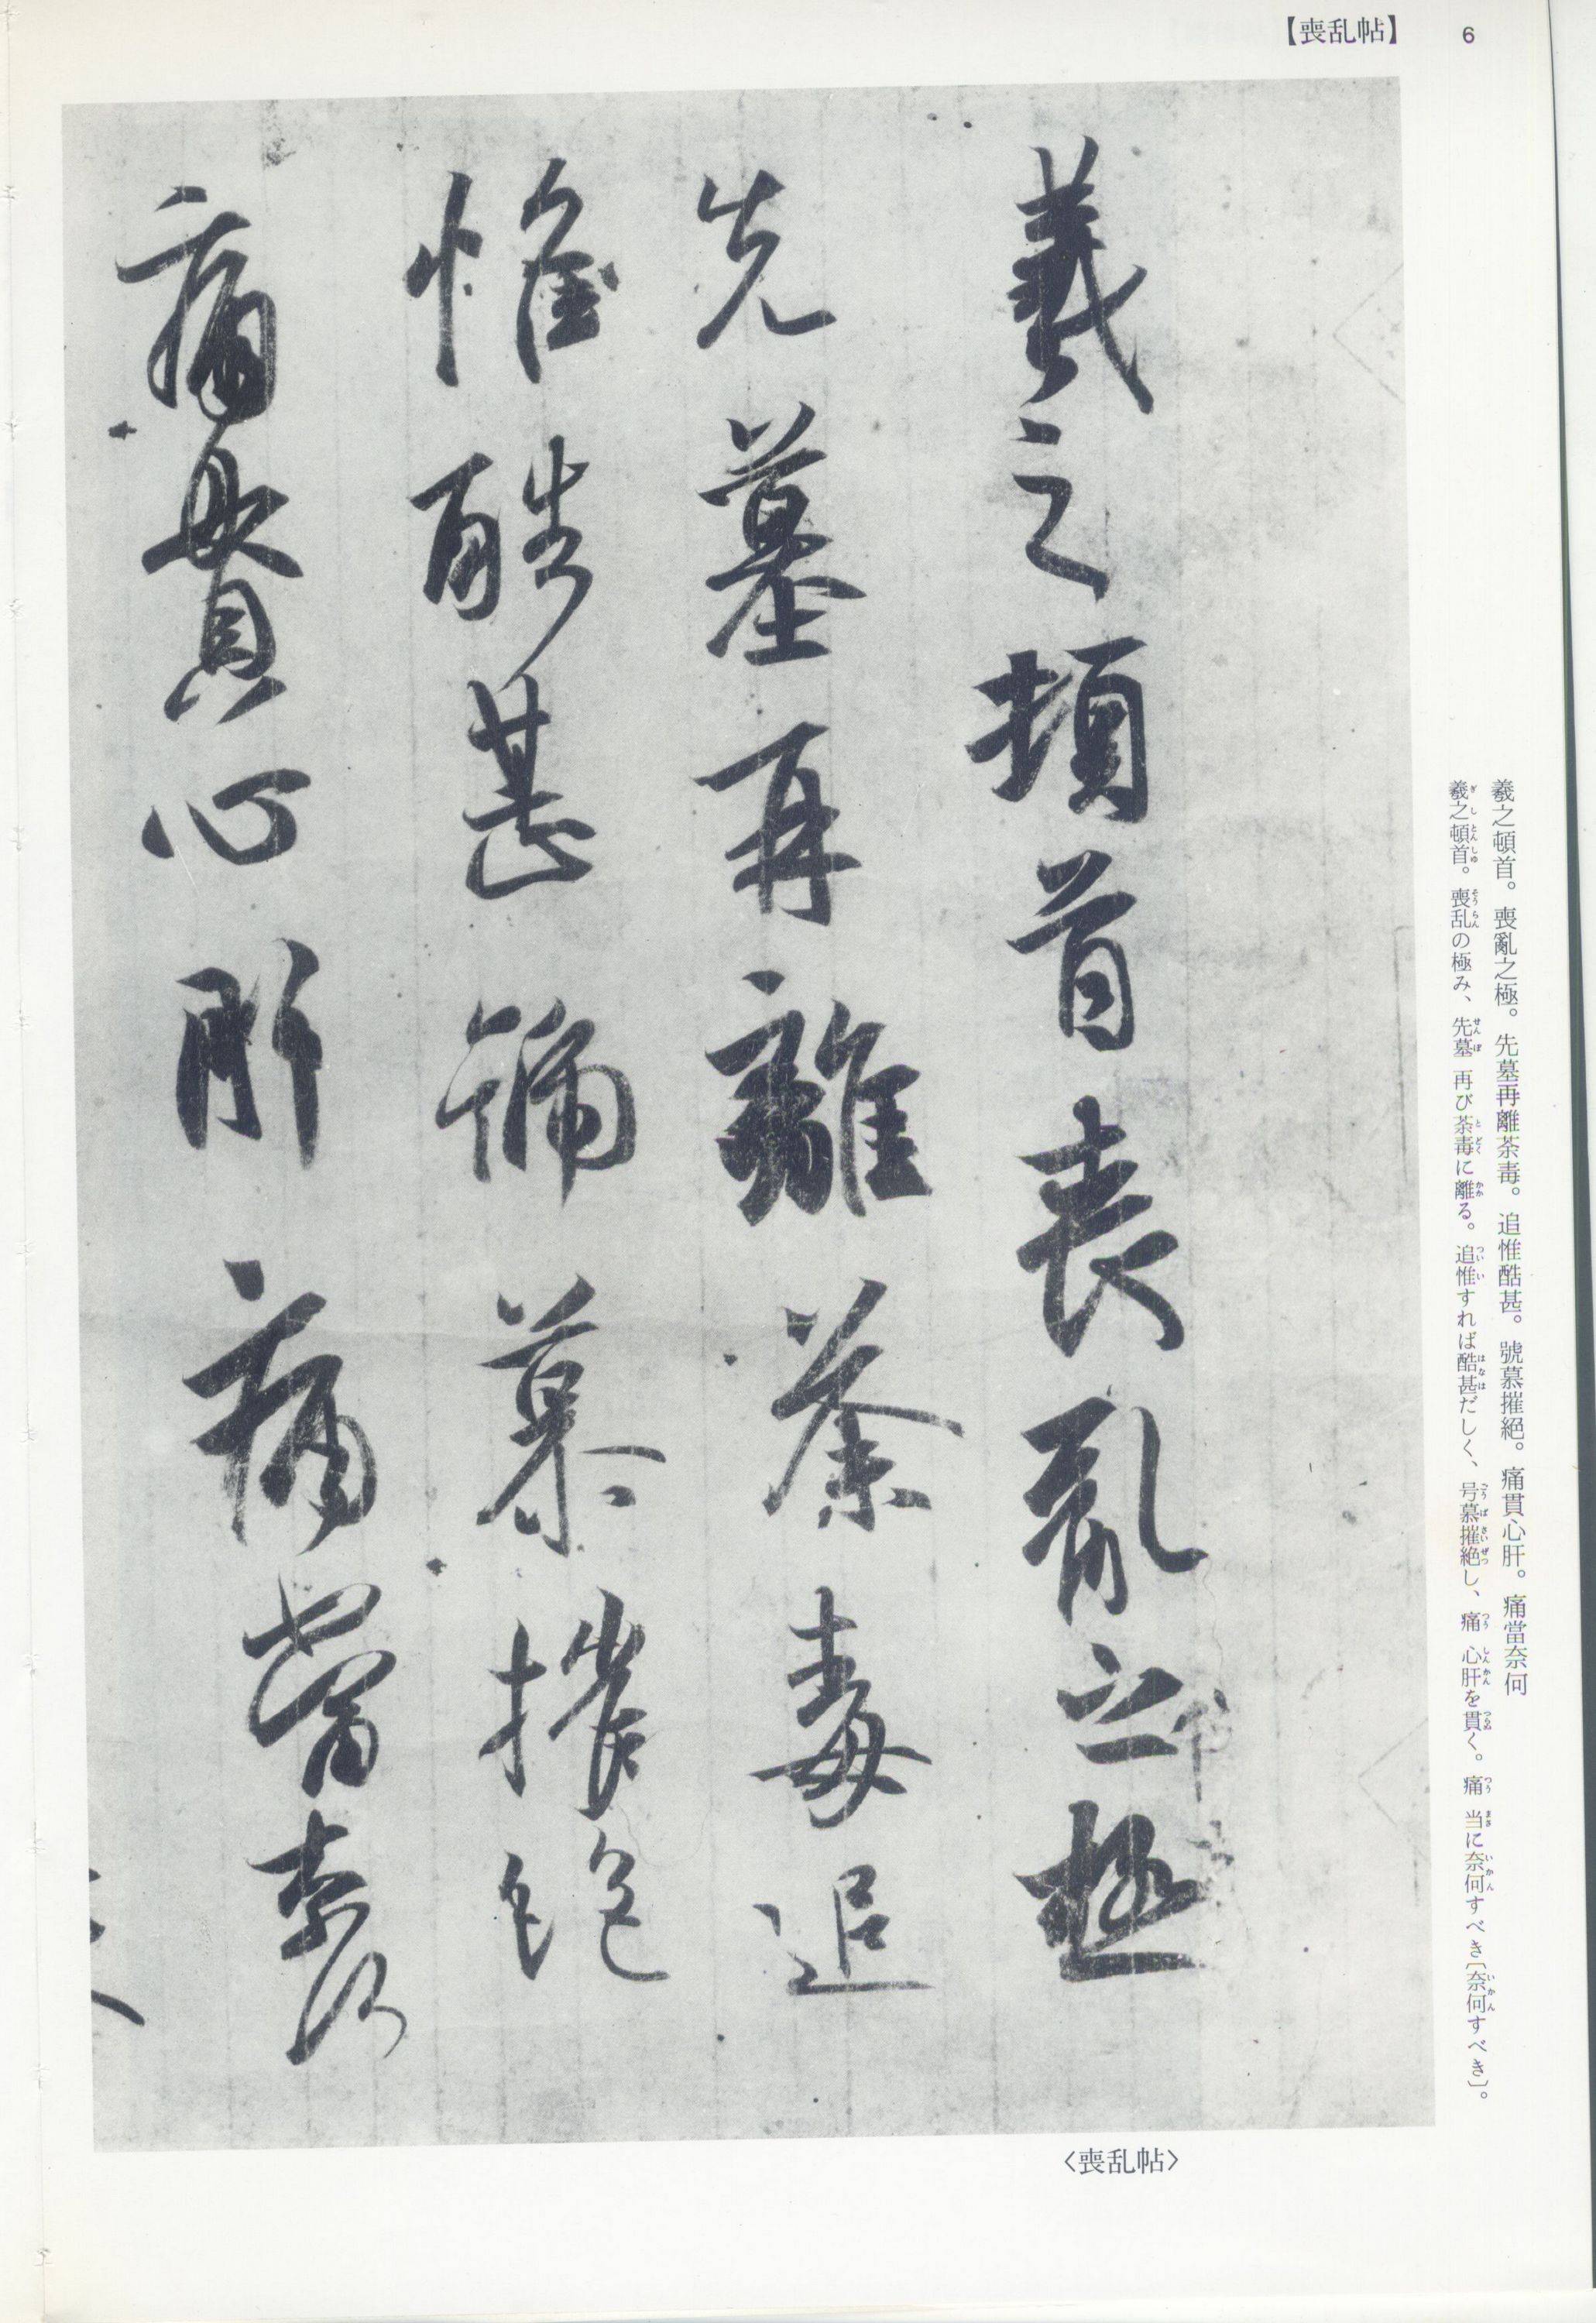 【喪乱帖】
6
羲之頓首。喪亂之極。先墓再離荼毒。追惟酷甚。號慕摧絕。痛貫心肝。痛當奈何
羲之頓首。喪乱の極み、先墓再び荼毒に離る。追惟すれば酷甚だしく、号慕摧絶し、痛心肝を貫く。痛当に奈何すべき〔奈何すべき〕。
羲之頓首喪亂之極
先墓再離荼毒追
惟酷甚號慕摧絕
痛貫心肝痛當奈何
〈喪乱帖〉